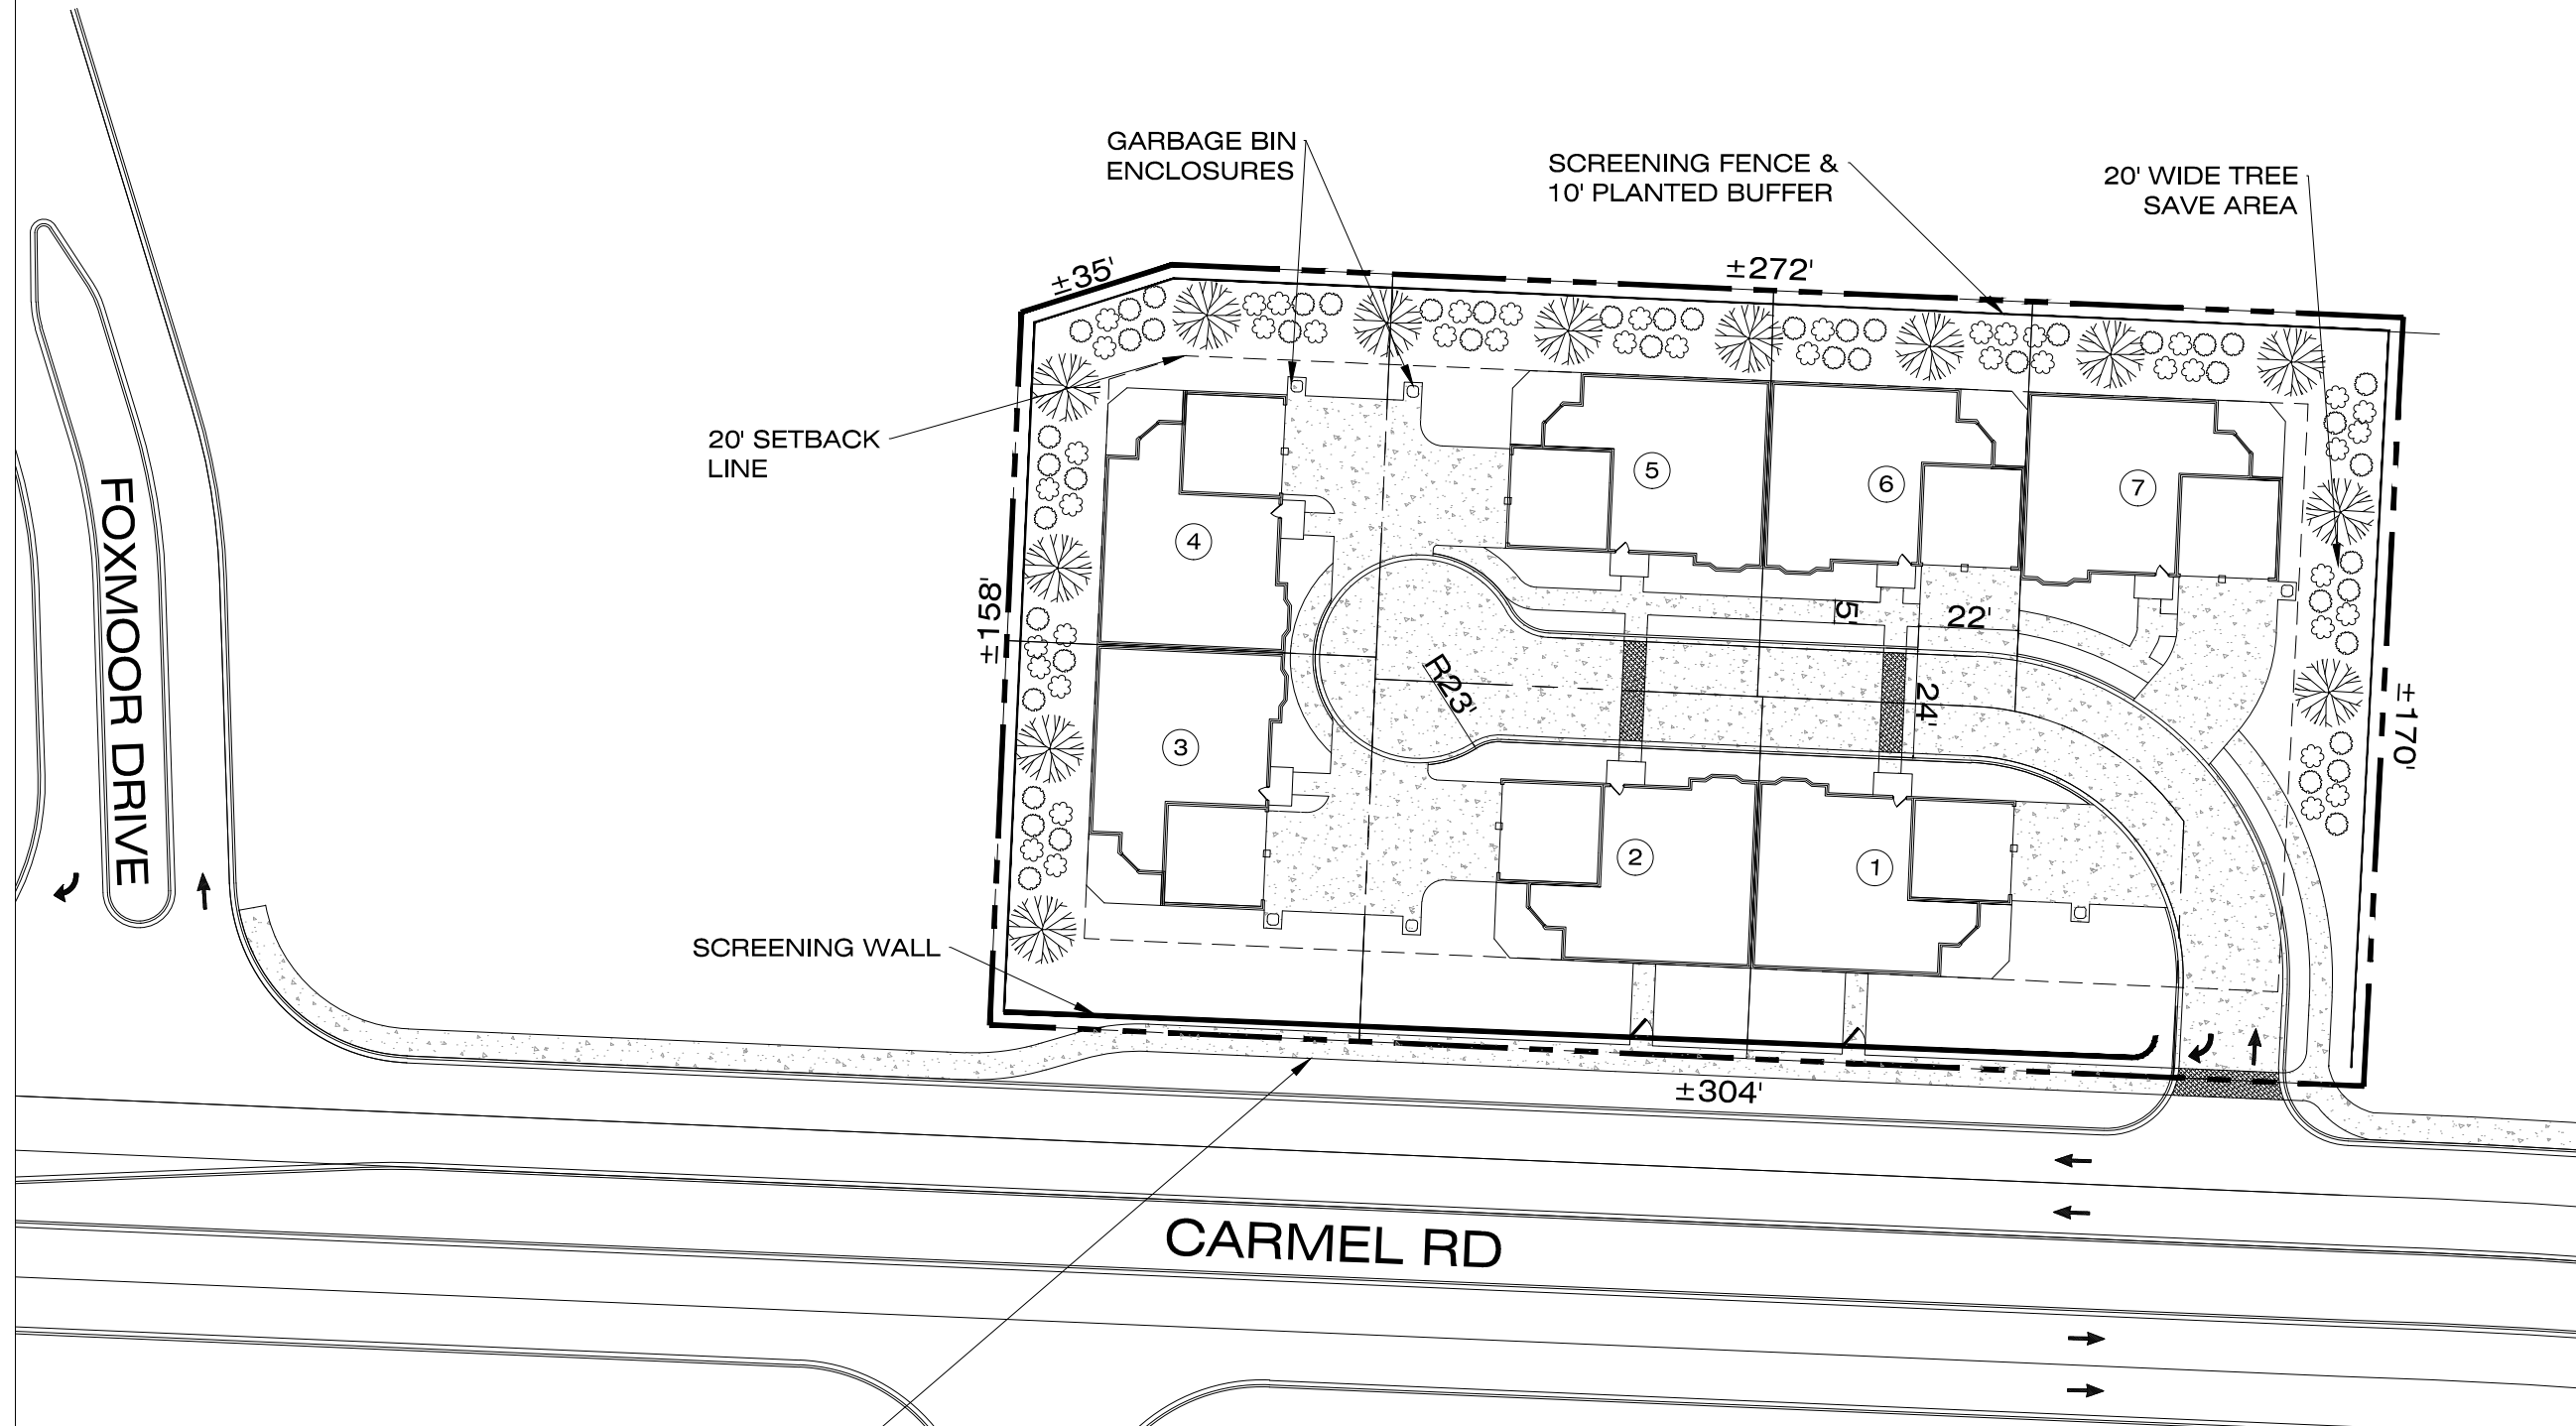 GARBAGE BIN
ENCLOSURES
SCREENING FENCE &
10' PLANTED BUFFER
20' WIDE TREE
SAVE AREA
±35'
±272'
20' SETBACK
LINE
FOXMOOR DRIVE
±158'
4
5
6
7
5'
22'
R23'
24'
±170'
3
2
1
SCREENING WALL
±304'
CARMEL RD